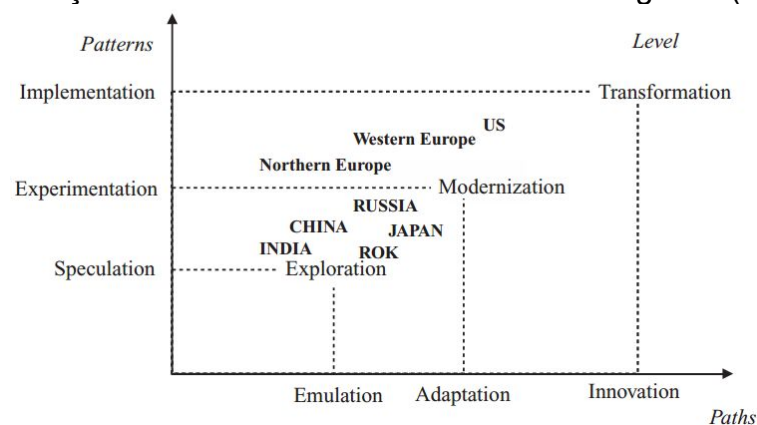 Patterns
Level
Implementation
Transformation
US
Western Europe
Northern Europe
Experimentation
Modernization
RUSSIA
CHINA
JAPAN
INDIA
ROK
Speculation
Exploration
Emulation
Adaptation
Innovation
Paths